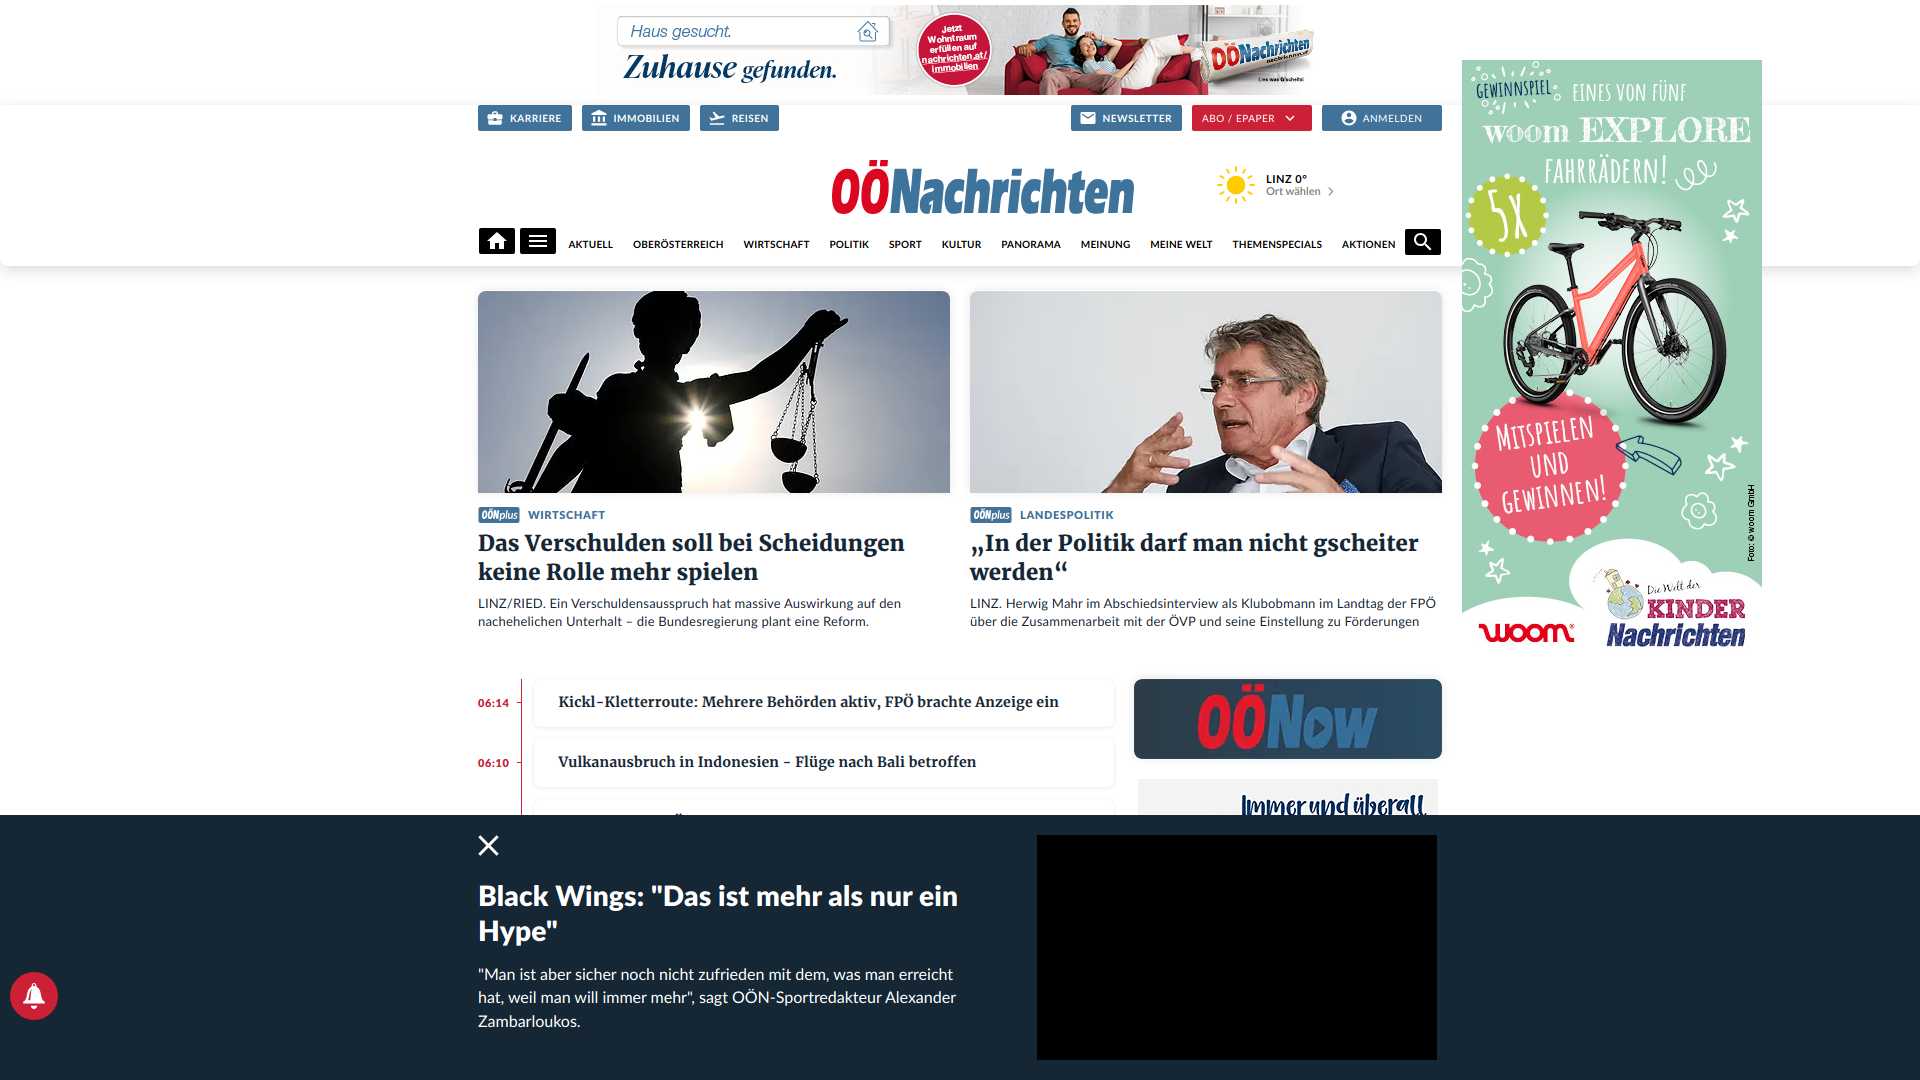 Haus gesucht.
Zuhause gefunden.
Jetzt
Wohntraum
erfüllen auf
nachrichten.at/
immobilien
OÖNachrichten
Lies was G'scheits!
KARRIERE
IMMOBILIEN
REISEN
NEWSLETTER
ABO / EPAPER
ANMELDEN
OÖNachrichten
LINZ 0°
Ort wählen
AKTUELL
OBERÖSTERREICH
WIRTSCHAFT
POLITIK
SPORT
KULTUR
PANORAMA
MEINUNG
MEINE WELT
THEMENSPECIALS
AKTIONEN
GEWINNSPIEL
EINES VON FÜNF
woom EXPLORE
FAHRRÄDERN!
5X
MITSPIELEN
UND
GEWINNEN!
Foto: © woom GmbH
woom
Die Welt der
KINDER
Nachrichten
OÖNplus WIRTSCHAFT
Das Verschulden soll bei Scheidungen
keine Rolle mehr spielen
LINZ/RIED. Ein Verschuldensausspruch hat massive Auswirkung auf den
nachehelichen Unterhalt – die Bundesregierung plant eine Reform.
OÖNplus LANDESPOLITIK
„In der Politik darf man nicht gscheiter
werden“
LINZ. Herwig Mahr im Abschiedsinterview als Klubobmann im Landtag der FPÖ
über die Zusammenarbeit mit der ÖVP und seine Einstellung zu Förderungen
06:14
Kickl-Kletterroute: Mehrere Behörden aktiv, FPÖ brachte Anzeige ein
06:10
Vulkanausbruch in Indonesien - Flüge nach Bali betroffen
OÖNow
Immer und überall
Black Wings: "Das ist mehr als nur ein
Hype"
"Man ist aber sicher noch nicht zufrieden mit dem, was man erreicht
hat, weil man will immer mehr", sagt OÖN-Sportredakteur Alexander
Zambarloukos.